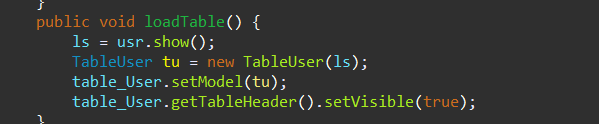 }
public void loadTable() {
ls = usr.show();
TableUser tu = new TableUser(ls);
table_User.setModel(tu);
table_User.getTableHeader().setVisible(true);
}